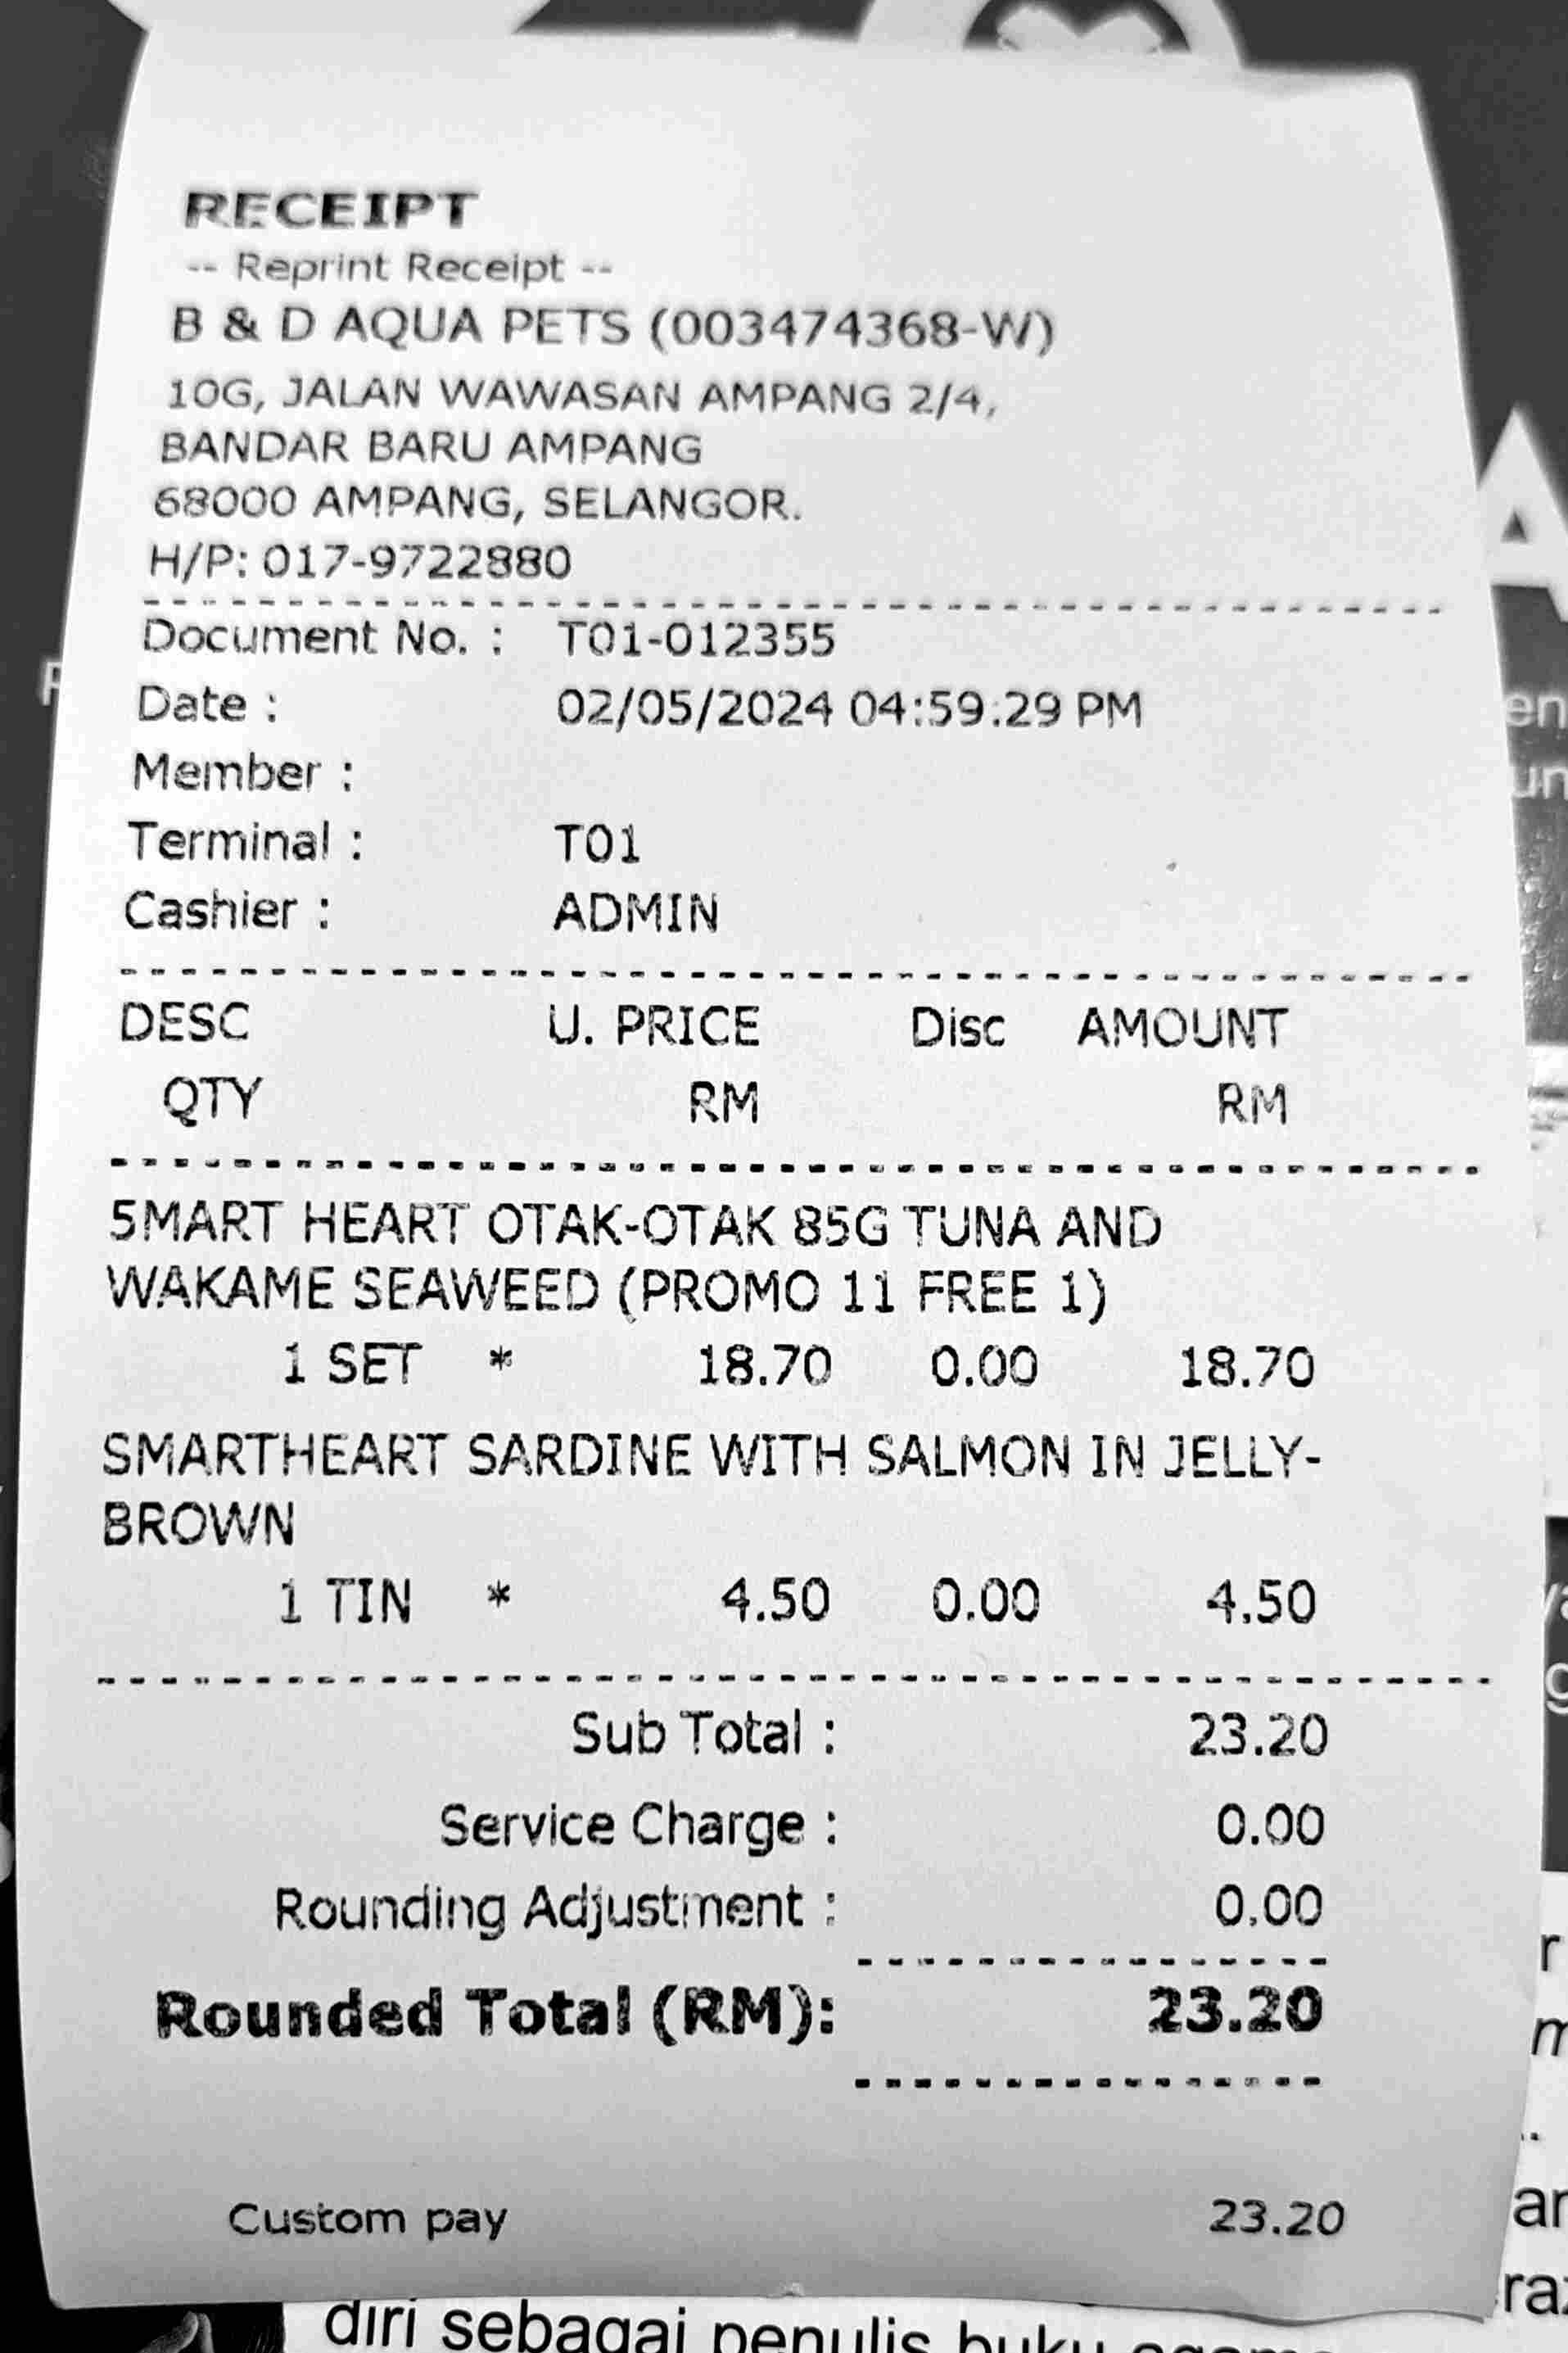 RECEIPT
-- Reprint Receipt --
B & D AQUA PETS (003474368-W)
10G, JALAN WAWASAN AMPANG 2/4,
BANDAR BARU AMPANG
68000 AMPANG, SELANGOR.
H/P: 017-9722880
Document No. : T01-012355
Date : 02/05/2024 04:59:29 PM
Member :
Terminal : T01
Cashier : ADMIN
DESC U. PRICE Disc AMOUNT
QTY RM RM
SMART HEART OTAK-OTAK 85G TUNA AND
WAKAME SEAWEED (PROMO 11 FREE 1)
1 SET * 18.70 0.00 18.70
SMARTHEART SARDINE WITH SALMON IN JELLY-
BROWN
1 TIN * 4.50 0.00 4.50
Sub Total : 23.20
Service Charge : 0.00
Rounding Adjustment : 0.00
Rounded Total (RM): 23.20
Custom pay 23.20
diri sebagai penulis buku agama